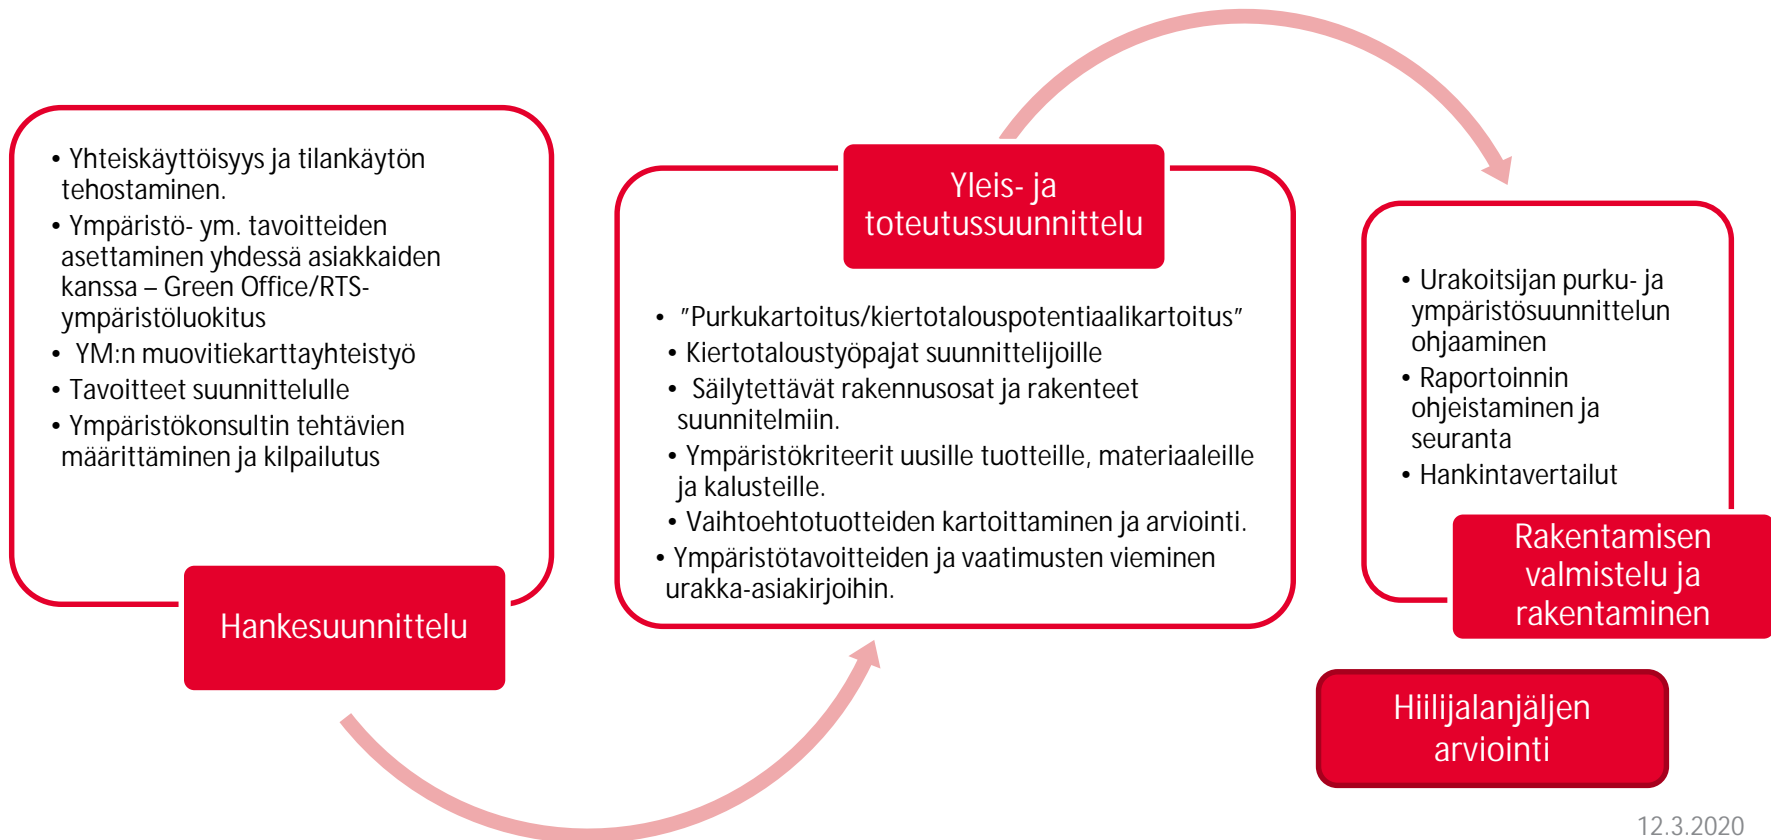 • Yhteiskäyttöisyys ja tilankäytön
tehostaminen.
• Ympäristö- ym. tavoitteiden
asettaminen yhdessä asiakkaiden
kanssa – Green Office/RTS-
ympäristöluokitus
• YM:n muovitiekarttayhteistyö
• Tavoitteet suunnittelulle
• Ympäristökonsultin tehtävien
määrittäminen ja kilpailutus
Hankesuunnittelu
Yleis- ja
toteutussuunnittelu
• ”Purkukartoitus/kiertotalouspotentiaalikartoitus”
• Kiertotaloustyöpajat suunnittelijoille
• Säilytettävät rakennusosat ja rakenteet
suunnitelmiin.
• Ympäristökriteerit uusille tuotteille, materiaaleille
ja kalusteille.
• Vaihtoehtotuotteiden kartoittaminen ja arviointi.
• Ympäristötavoitteiden ja vaatimusten vieminen
urakka-asiakirjoihin.
• Urakoitsijan purku- ja
ympäristösuunnittelun
ohjaaminen
• Raportoinnin
ohjeistaminen ja
seuranta
• Hankintavertailut
Rakentamisen
valmistelu ja
rakentaminen
Hiilijalanjäljen
arviointi
12.3.2020